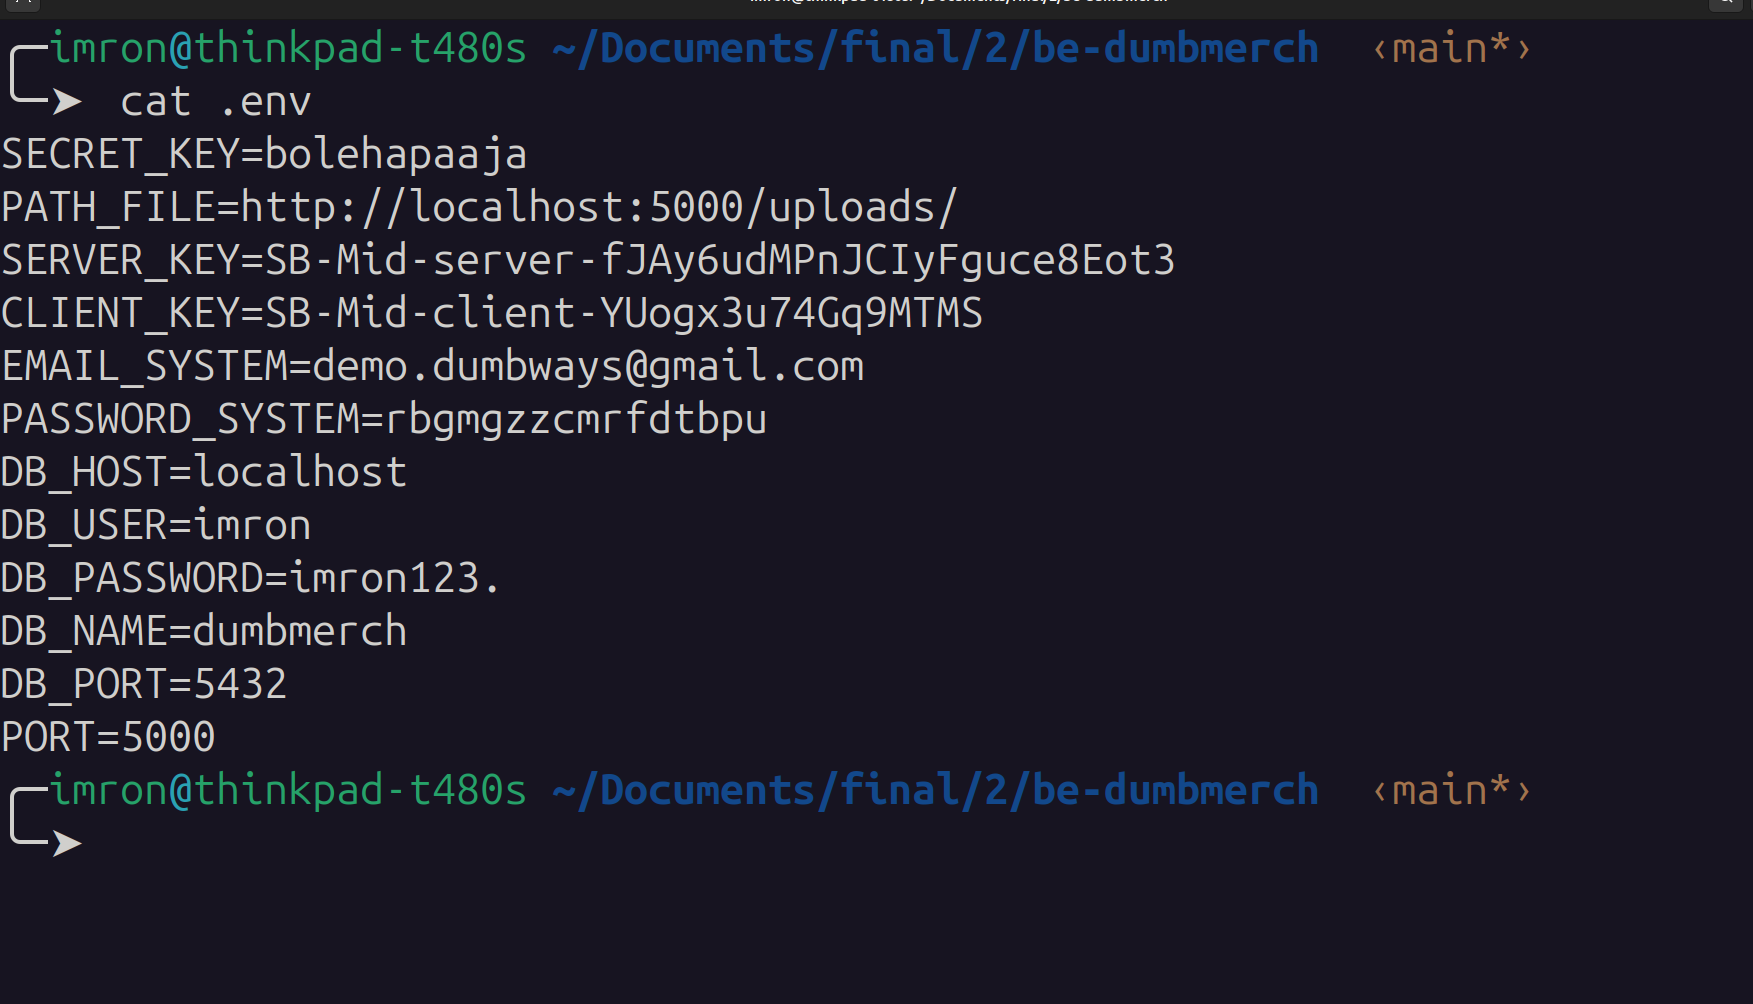 imron@thinkpad-t480s ~/Documents/final/2/be-dumbmerch ‹main*›
➤ cat .env
SECRET_KEY=bolehapaaja
PATH_FILE=http://localhost:5000/uploads/
SERVER_KEY=SB-Mid-server-fJAy6udMPnJCIyFguce8Eot3
CLIENT_KEY=SB-Mid-client-YUogx3u74Gq9MTMS
EMAIL_SYSTEM=demo.dumbways@gmail.com
PASSWORD_SYSTEM=rbgmgzzcmrfdtbpu
DB_HOST=localhost
DB_USER=imron
DB_PASSWORD=imron123.
DB_NAME=dumbmerch
DB_PORT=5432
PORT=5000
imron@thinkpad-t480s ~/Documents/final/2/be-dumbmerch ‹main*›
➤